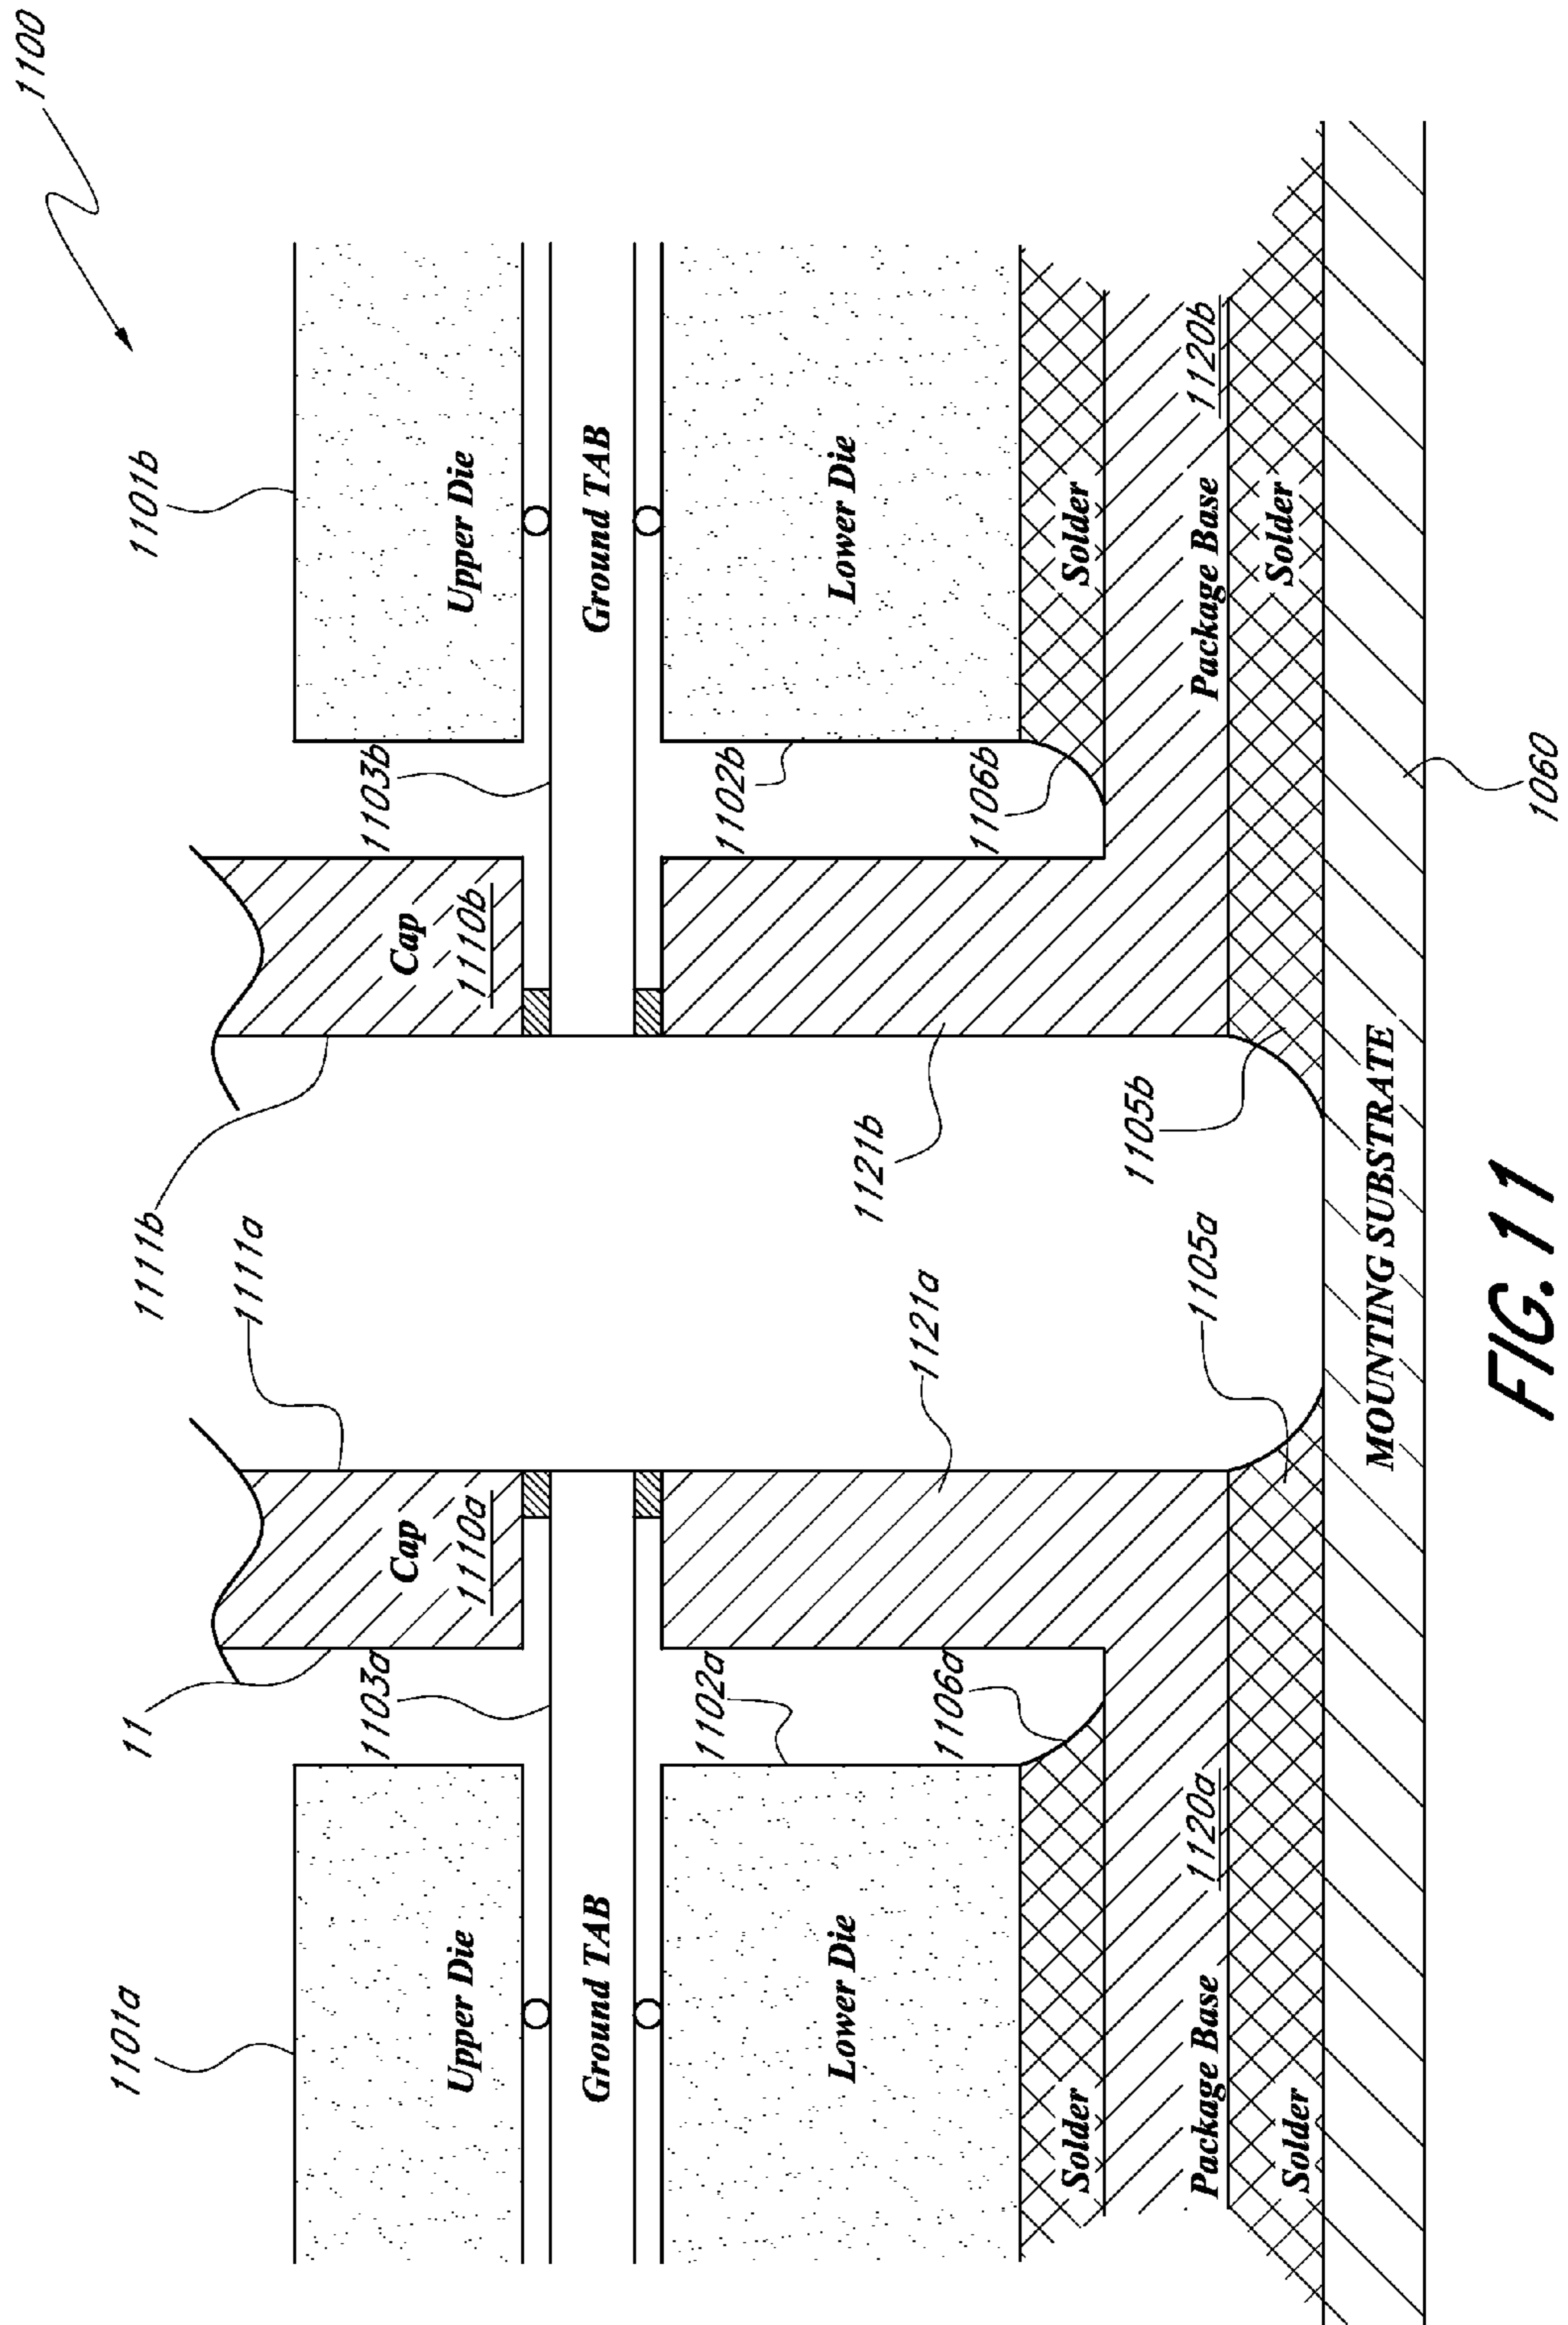 1100
1101a
11
1111a
1111b
1101b
Upper Die
Cap
1110a
Cap
1110b
Upper Die
1103a
1103b
Ground TAB
Ground TAB
Lower Die
1102a
1121a
1121b
1102b
Lower Die
1106a
1106b
Solder
Solder
Package Base
1120a
1105a
1105b
Package Base
1120b
Solder
Solder
MOUNTING SUBSTRATE
1060
FIG. 11